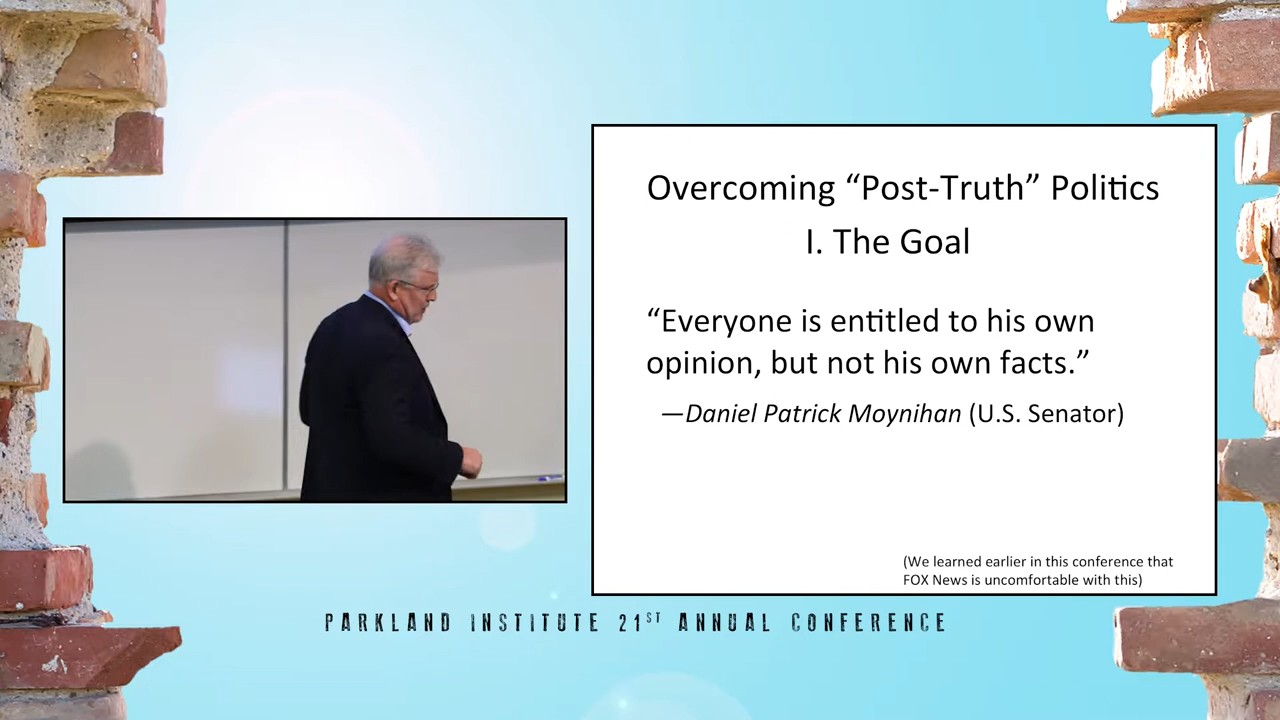 Overcoming “Post-Truth” Politics
I. The Goal
“Everyone is entitled to his own
opinion, but not his own facts.”
—Daniel Patrick Moynihan (U.S. Senator)
(We learned earlier in this conference that
FOX News is uncomfortable with this)
PARKLAND INSTITUTE 21ST ANNUAL CONFERENCE